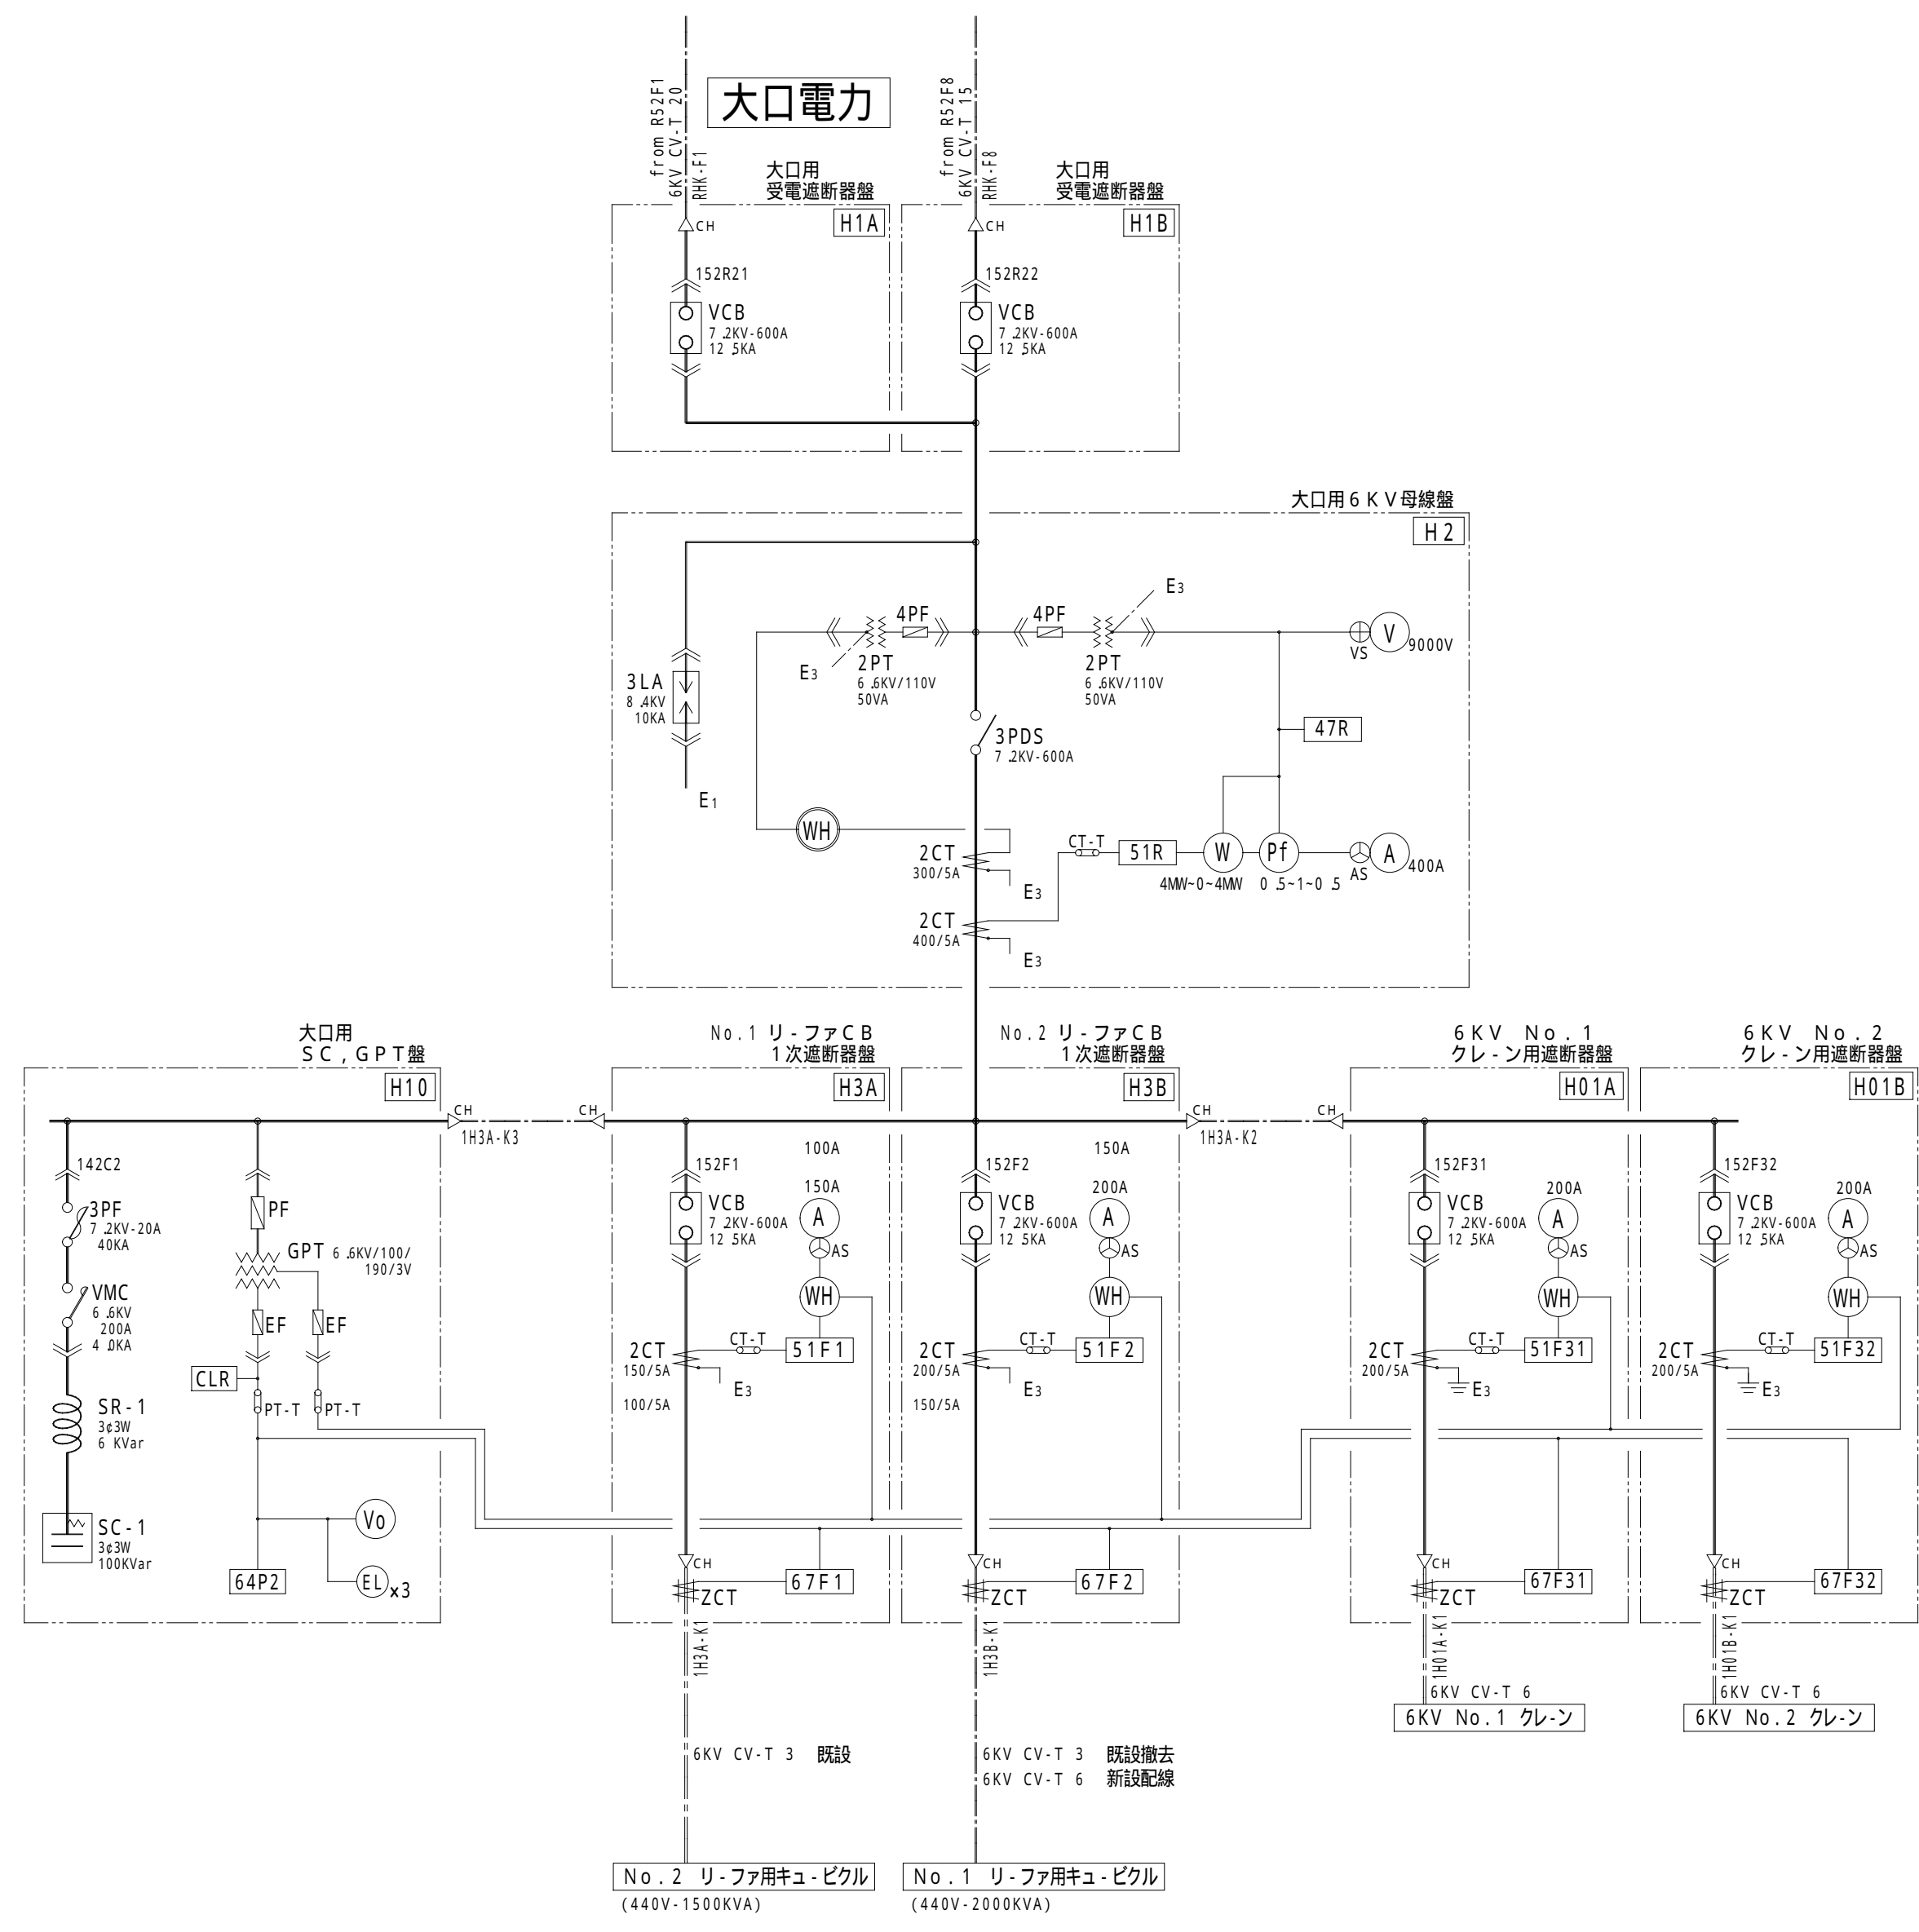 大口電力
from R52F1
6KV CV-T 20
RHK-F1
from R52F8
6KV CV-T 15
RHK-F8
大口用
受電遮断器盤
H1A
CH
152R21
VCB
7.2KV-600A
12.5KA
大口用
受電遮断器盤
H1B
CH
152R22
VCB
7.2KV-600A
12.5KA
大口用６ＫＶ母線盤
H2
3LA
8.4KV
10KA
E1
4PF
2PT
6.6KV/110V
50VA
E3
4PF
2PT
6.6KV/110V
50VA
E3
VS
V
9000V
3PDS
7.2KV-600A
47R
WH
2CT
300/5A
E3
2CT
400/5A
E3
CT-T
51R
W
4MW~0~4MW
Pf
0.5~1~0.5
AS
A
400A
大口用
ＳＣ,ＧＰＴ盤
H10
CH
1H3A-K3
CH
142C2
3PF
7.2KV-20A
40KA
VMC
6.6KV
200A
4.0KA
SR-1
3¢3W
6 KVar
SC-1
3¢3W
100KVar
PF
GPT 6.6KV/100/
190/3V
EF
EF
CLR
PT-T
PT-T
Vo
64P2
EL
x3
No.1 リ-ファＣＢ
１次遮断器盤
H3A
100A
152F1
VCB
7.2KV-600A
12.5KA
150A
A
AS
WH
2CT
150/5A
100/5A
CT-T
51F1
E3
CH
ZCT
67F1
1H3A-K1
6KV CV-T 3 既設
No.2 リ-ファ用キュ-ビクル
(440V-1500KVA)
No.2 リ-ファＣＢ
１次遮断器盤
H3B
CH
1H3A-K2
CH
150A
152F2
VCB
7.2KV-600A
12.5KA
200A
A
AS
WH
2CT
200/5A
150/5A
CT-T
51F2
E3
CH
ZCT
67F2
1H3B-K1
6KV CV-T 3 既設撤去
6KV CV-T 6 新設配線
No.1 リ-ファ用キュ-ビクル
(440V-2000KVA)
６ＫＶ Ｎｏ．１
クレ-ン用遮断器盤
H01A
152F31
VCB
7.2KV-600A
12.5KA
200A
A
AS
WH
2CT
200/5A
CT-T
51F31
E3
CH
ZCT
67F31
1H01A-K1
6KV CV-T 6
6KV No.1 クレ-ン
６ＫＶ Ｎｏ．２
クレ-ン用遮断器盤
H01B
152F32
VCB
7.2KV-600A
12.5KA
200A
A
AS
WH
2CT
200/5A
CT-T
51F32
E3
CH
ZCT
67F32
1H01B-K1
6KV CV-T 6
6KV No.2 クレ-ン